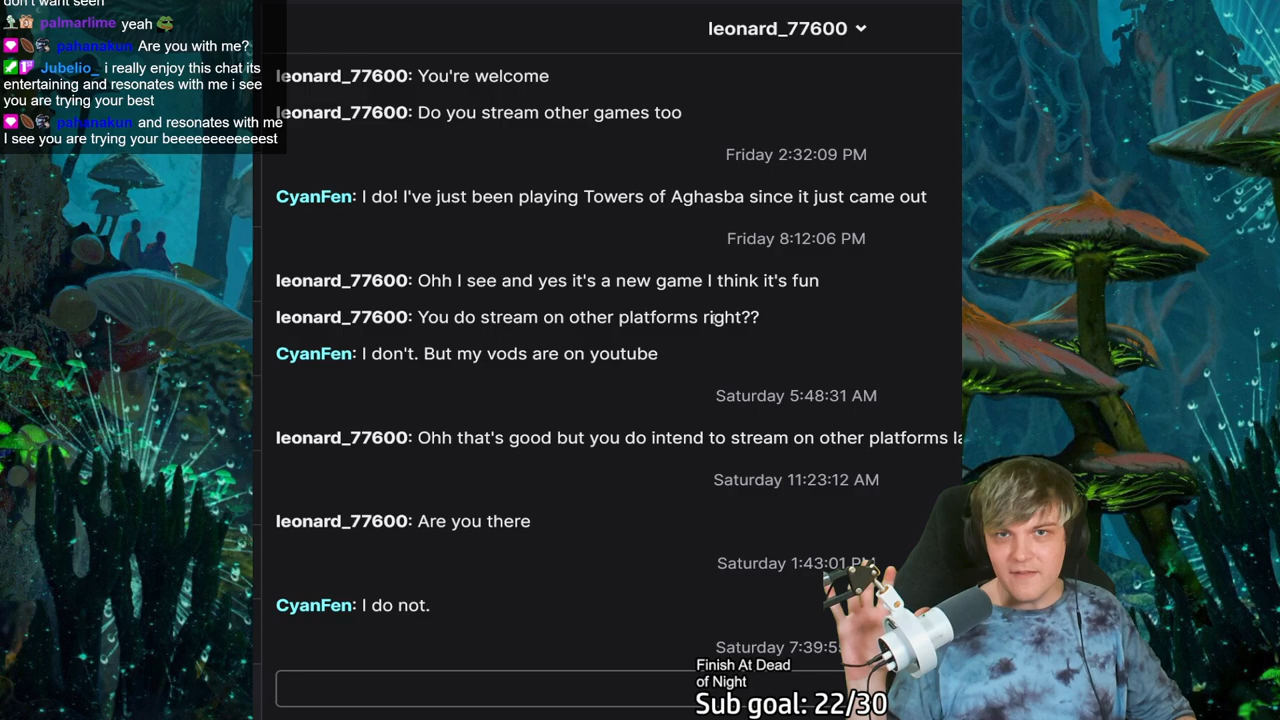 don't want seen
palmarlime yeah
pahanakun Are you with me?
Jubelio_ i really enjoy this chat its
entertaining and resonates with me i see
you are trying your best
pahanakun and resonates with me
I see you are trying your beeeeeeeeeeest
leonard_77600
leonard_77600: You're welcome
leonard_77600: Do you stream other games too
Friday 2:32:09 PM
CyanFen: I do! I've just been playing Towers of Aghasba since it just came out
Friday 8:12:06 PM
leonard_77600: Ohh I see and yes it's a new game I think it's fun
leonard_77600: You do stream on other platforms right??
CyanFen: I don't. But my vods are on youtube
Saturday 5:48:31 AM
leonard_77600: Ohh that's good but you do intend to stream on other platforms
Saturday 11:23:12 AM
leonard_77600: Are you there
Saturday 1:43:01 PM
CyanFen: I do not.
Saturday 7:39:5
Finish At Dead
of Night
Sub goal: 22/30